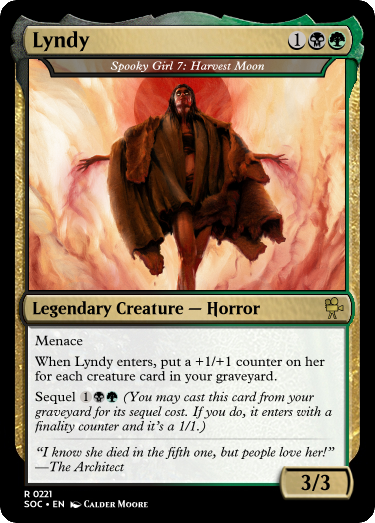 Lyndy 1
Spooky Girl 7: Harvest Moon
Legendary Creature — Horror
Menace
When Lyndy enters, put a +1/+1 counter on her
for each creature card in your graveyard.
Sequel 1 (You may cast this card from your
graveyard for its sequel cost. If you do, it enters with a
finality counter and it's a 1/1.)
“I know she died in the fifth one, but people love her!”
—The Architect
3/3
R 0221
SOC • EN Calder Moore